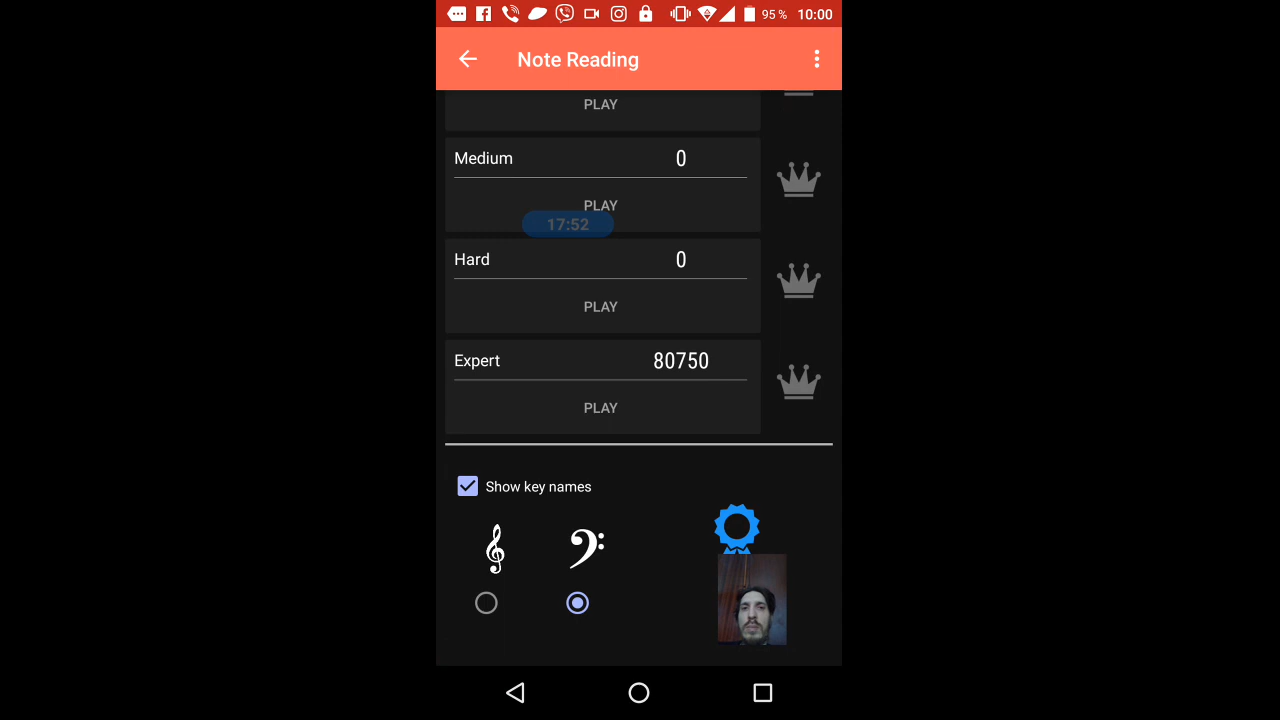 95 % 10:00
Note Reading
PLAY
Medium 0
PLAY
17:52
Hard 0
PLAY
Expert 80750
PLAY
Show key names